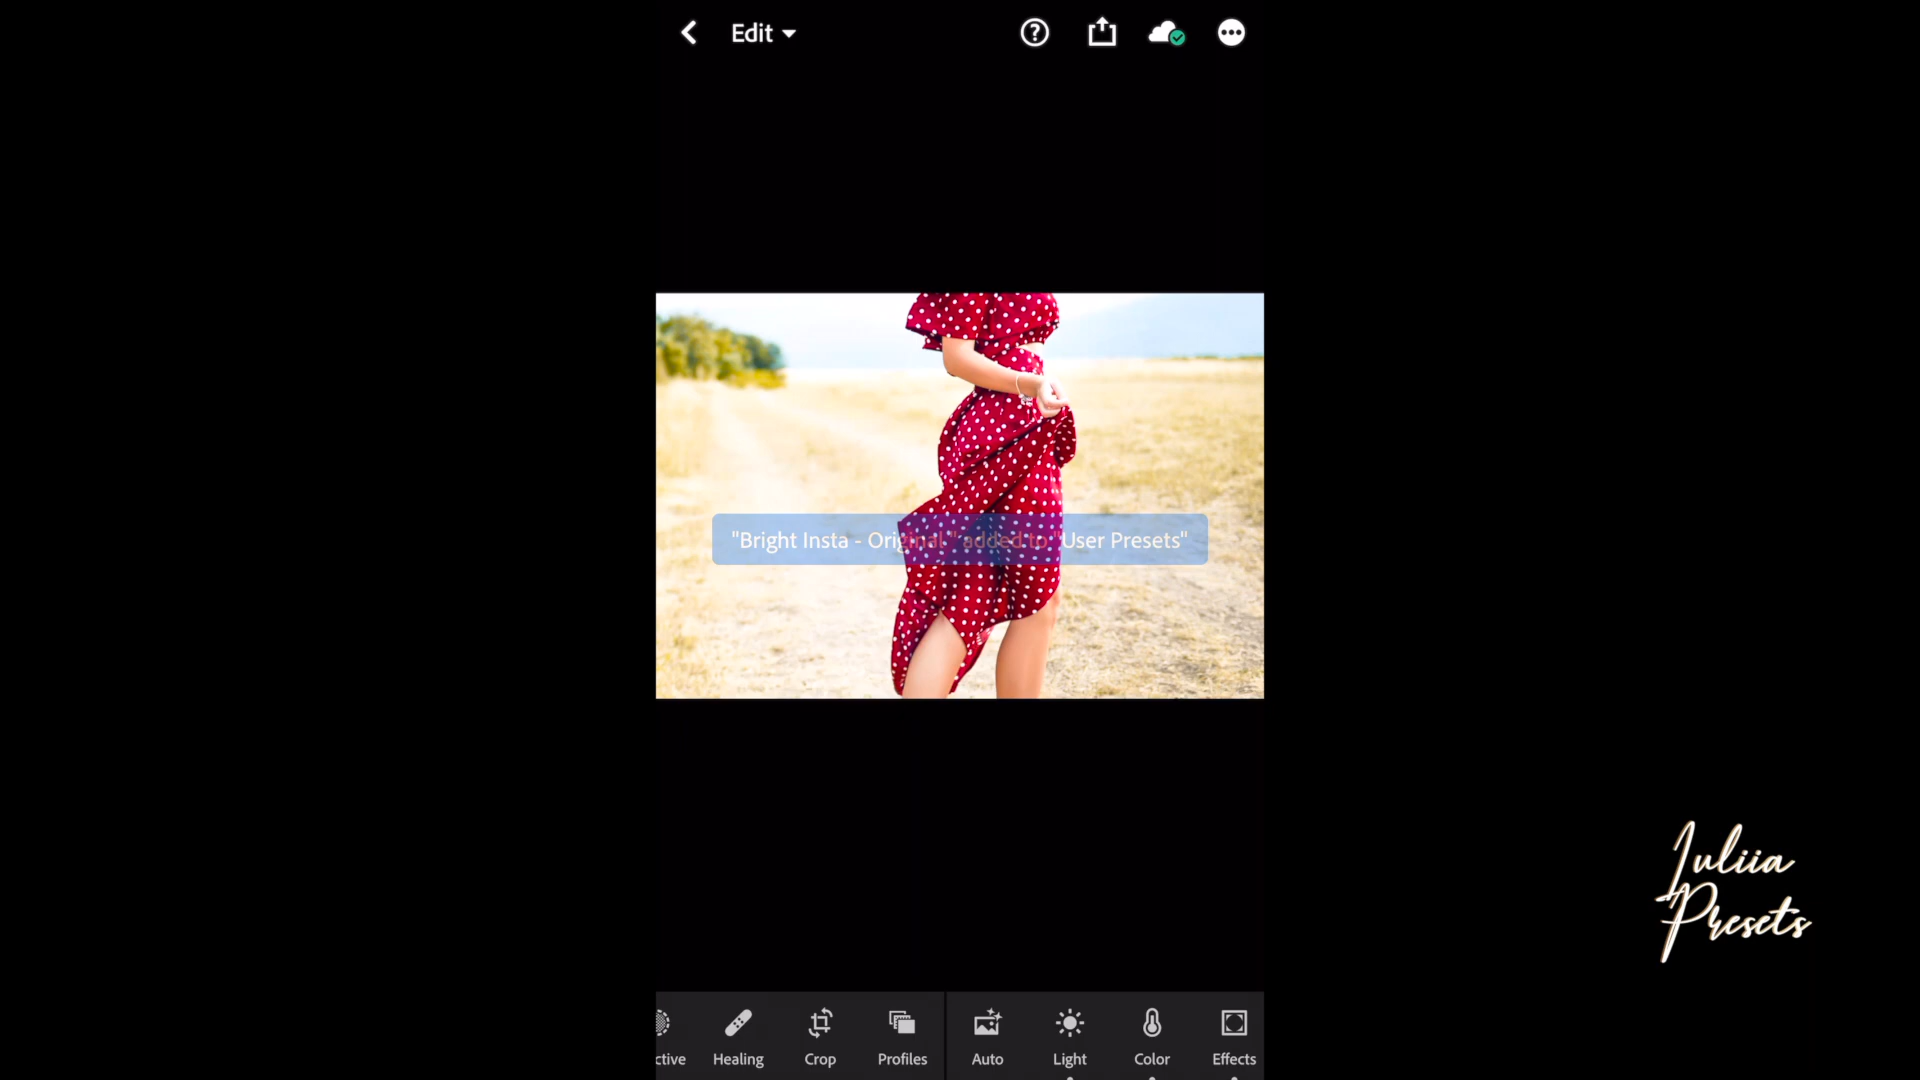 Edit
"Bright Insta - Original " added to "User Presets"
Iuliia
Presets
ctive
Healing
Crop
Profiles
Auto
Light
Color
Effects